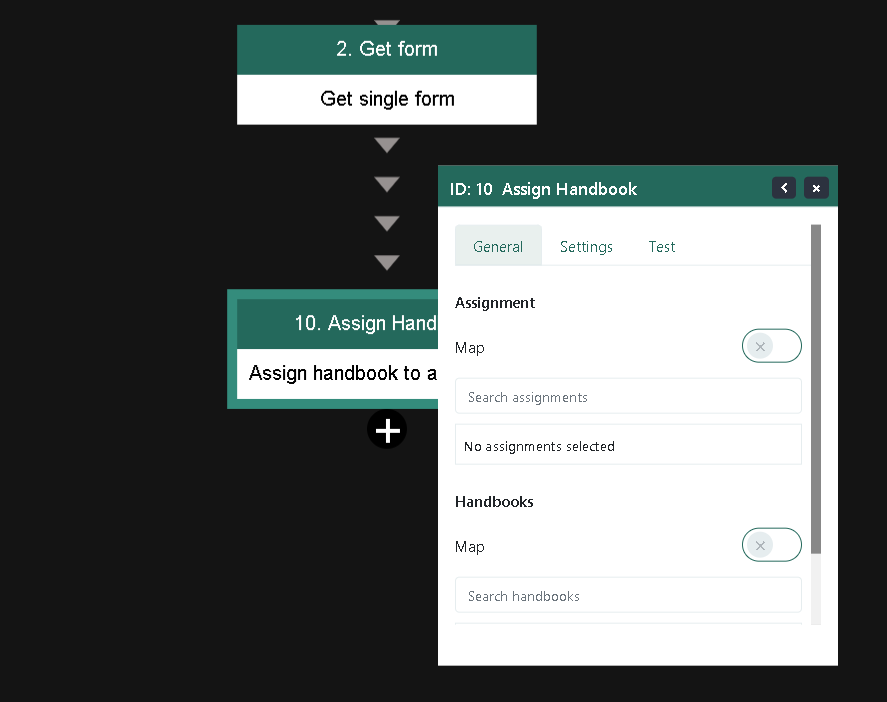 2. Get form
Get single form
ID: 10 Assign Handbook
General Settings Test
Assignment
10. Assign Hand
Map
Assign handbook to a
Search assignments
No assignments selected
Handbooks
Map
Search handbooks